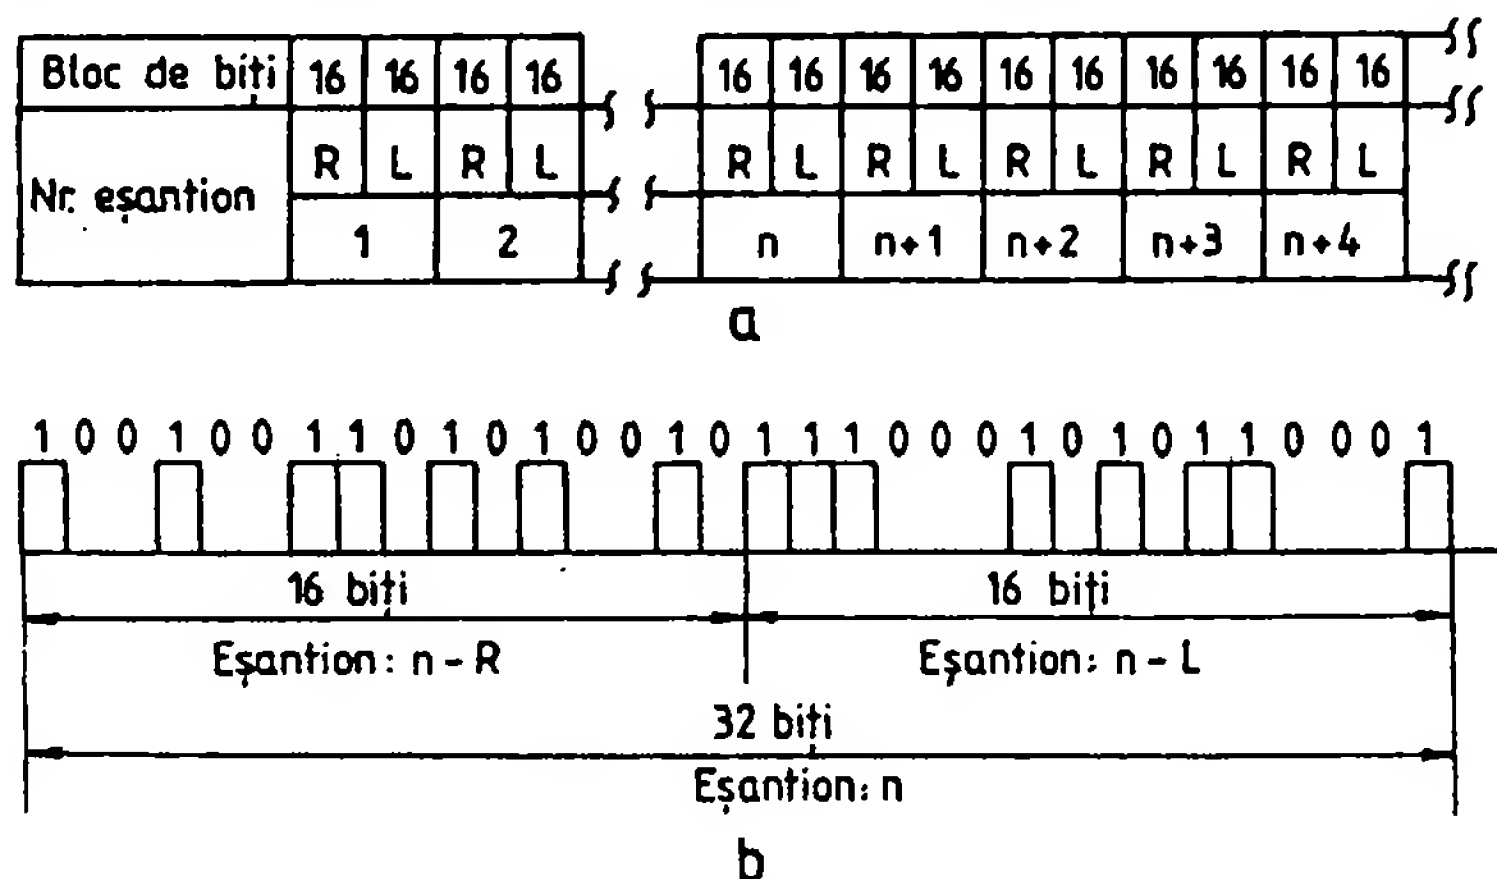 Bloc de biți 16 16 16 16 16 16 16 16 16 16 16 16 16 16
R L R L R L R L R L R L R L
Nr. eșantion
1 2 n n+1 n+2 n+3 n+4
a
1 0 0 1 0 0 1 1 0 1 0 1 0 0 1 0 1 1 1 0 0 0 1 0 1 0 1 1 0 0 0 1
16 biți 16 biți
Eșantion: n - R Eșantion: n - L
32 biți
Eșantion: n
b